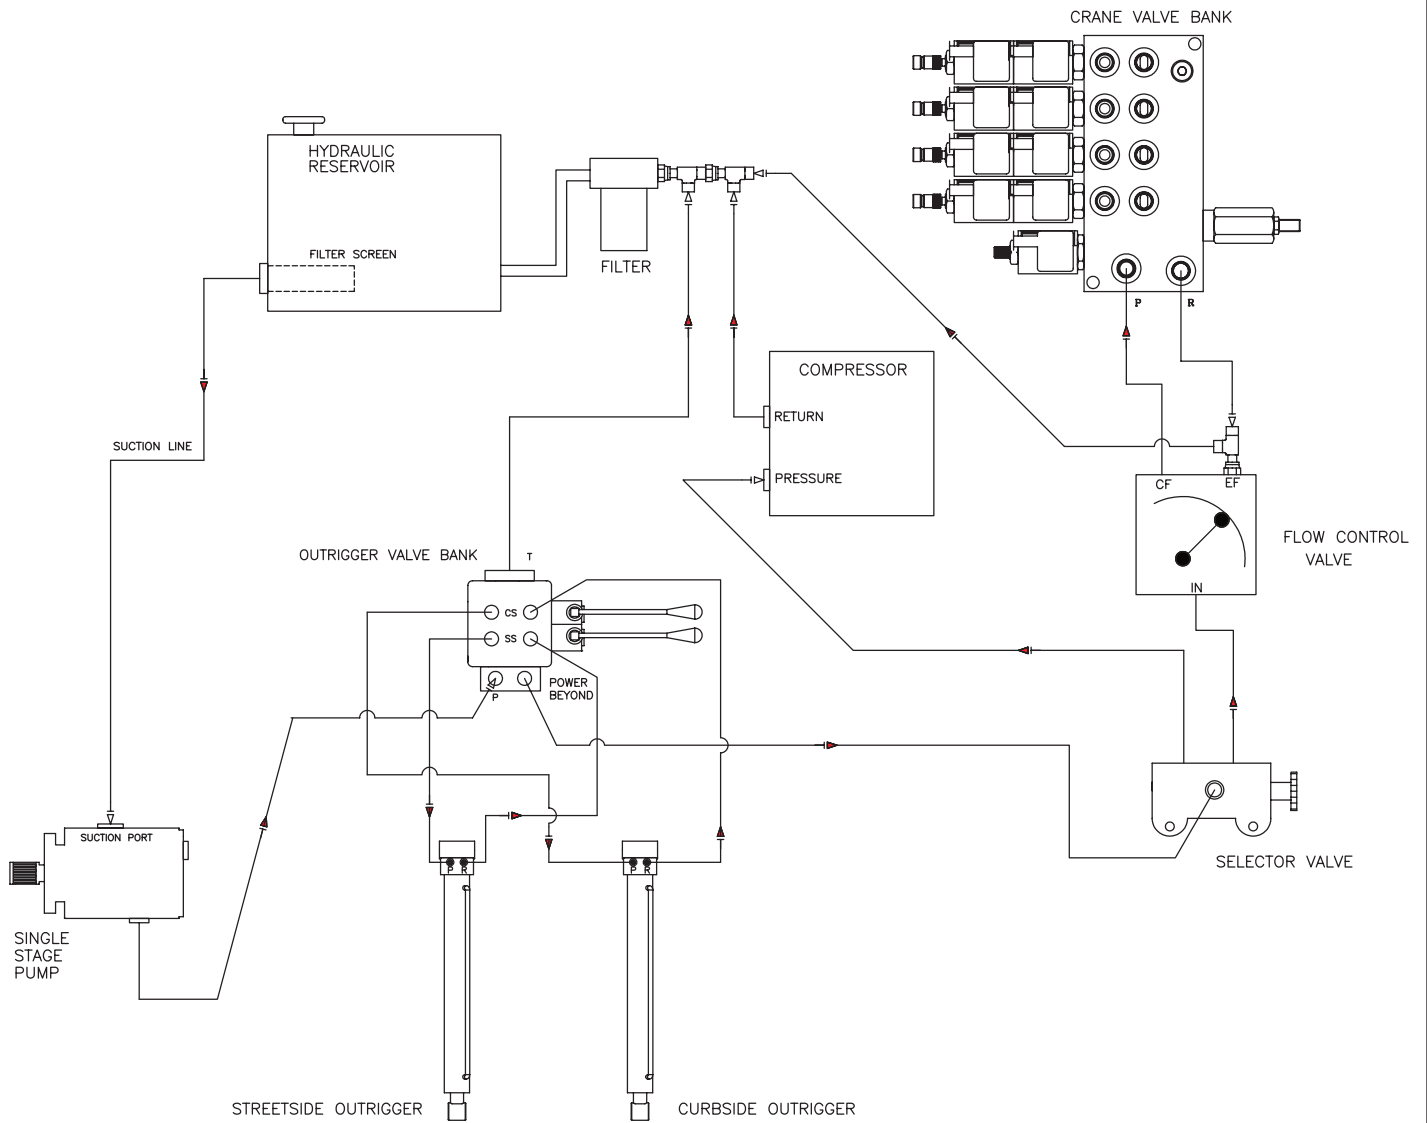 CRANE VALVE BANK
HYDRAULIC
RESERVOIR
FILTER SCREEN
FILTER
P
R
COMPRESSOR
RETURN
PRESSURE
SUCTION LINE
CF
EF
FLOW CONTROL
VALVE
IN
OUTRIGGER VALVE BANK
T
CS
SS
P
POWER
BEYOND
SELECTOR VALVE
SUCTION PORT
SINGLE
STAGE
PUMP
P R
P R
STREETSIDE OUTRIGGER
CURBSIDE OUTRIGGER